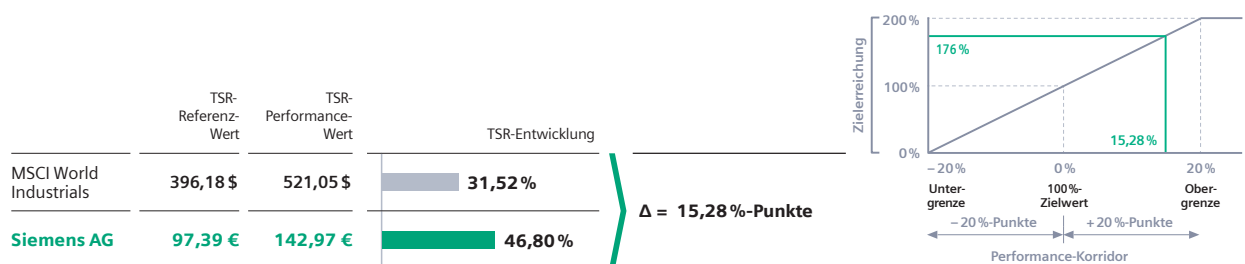 TSR-
Referenz-
Wert
TSR-
Performance-
Wert
TSR-Entwicklung
MSCI World
Industrials
396,18 $
521,05 $
31,52 %
Siemens AG
97,39 €
142,97 €
46,80 %
Δ = 15,28 %-Punkte
Zielerreichung
200 %
176 %
100 %
15,28 %
0 %
– 20 %
0 %
20 %
Unter-
grenze
100 %-
Zielwert
Ober-
grenze
– 20 %-Punkte
+ 20 %-Punkte
Performance-Korridor